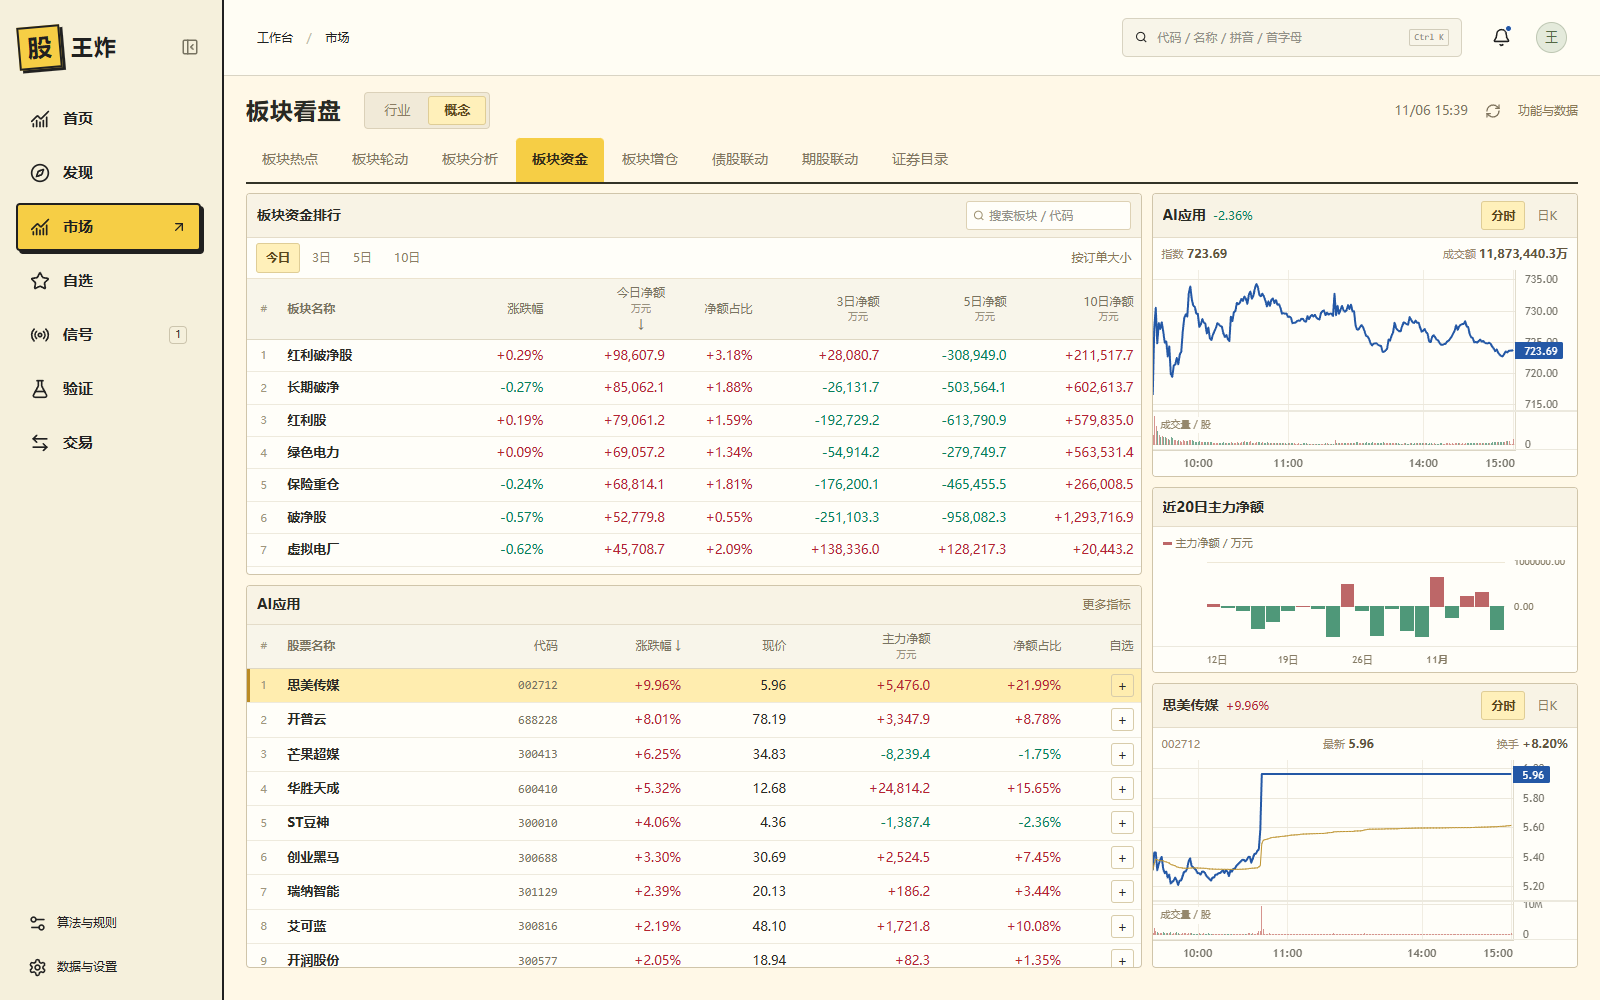 股 王炸
首页
发现
市场
自选
信号 1
验证
交易
算法与规则
数据与设置
工作台 / 市场
代码 / 名称 / 拼音 / 首字母 Ctrl K
王
板块看盘 行业 概念
11/06 15:39 功能与数据
板块热点 板块轮动 板块分析 板块资金 板块增仓 债股联动 期股联动 证券目录
板块资金排行 搜索板块 / 代码
今日 3日 5日 10日 按订单大小
# 板块名称 涨跌幅 今日净额 万元 ↓ 净额占比 3日净额 万元 5日净额 万元 10日净额 万元
1 红利破净股 +0.29% +98,607.9 +3.18% +28,080.7 -308,949.0 +211,517.7
2 长期破净 -0.27% +85,062.1 +1.88% -26,131.7 -503,564.1 +602,613.7
3 红利股 +0.19% +79,061.2 +1.59% -192,729.2 -613,790.9 +579,835.0
4 绿色电力 +0.09% +69,057.2 +1.34% -54,914.2 -279,749.7 +563,531.4
5 保险重仓 -0.24% +68,814.1 +1.81% -176,200.1 -465,455.5 +266,008.5
6 破净股 -0.57% +52,779.8 +0.55% -251,103.3 -958,082.3 +1,293,716.9
7 虚拟电厂 -0.62% +45,708.7 +2.09% +138,336.0 +128,217.3 +20,443.2
AI应用 更多指标
# 股票名称 代码 涨跌幅↓ 现价 主力净额 万元 净额占比 自选
1 思美传媒 002712 +9.96% 5.96 +5,476.0 +21.99% +
2 开普云 688228 +8.01% 78.19 +3,347.9 +8.78% +
3 芒果超媒 300413 +6.25% 34.83 -8,239.4 -1.75% +
4 华胜天成 600410 +5.32% 12.68 +24,814.2 +15.65% +
5 ST豆神 300010 +4.06% 4.36 -1,387.4 -2.36% +
6 创业黑马 300688 +3.30% 30.69 +2,524.5 +7.45% +
7 瑞纳智能 301129 +2.39% 20.13 +186.2 +3.44% +
8 艾可蓝 300816 +2.19% 48.10 +1,721.8 +10.08% +
9 开润股份 300577 +2.05% 18.94 +82.3 +1.35% +
AI应用 -2.36% 分时 日K
指数 723.69 成交额 11,873,440.3万
735.00
730.00
723.69
720.00
715.00
成交量 / 股
0
10:00 11:00 14:00 15:00
近20日主力净额
主力净额 / 万元
1000000.00
0.00
12日 19日 26日 11月
思美传媒 +9.96% 分时 日K
002712 最新 5.96 换手 +8.20%
5.96
5.80
5.60
5.40
5.20
成交量 / 股
10M
0
10:00 11:00 14:00 15:00